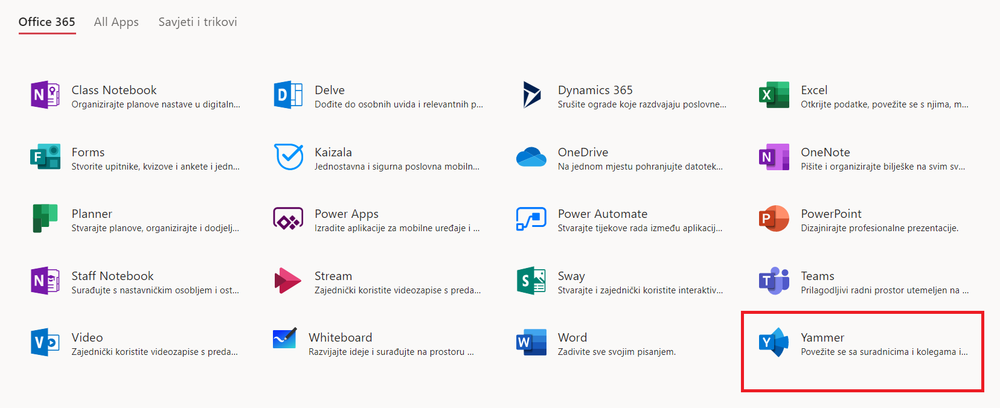 Office 365 All Apps Savjeti i trikovi
Class Notebook
Organizirajte planove nastave u digitaln...
Delve
Dođite do osobnih uvida i relevantnih p...
Dynamics 365
Srušite ograde koje razdvajaju poslovne...
Excel
Otkrijte podatke, povežite se s njima, m...
Forms
Stvorite upitnike, kvizove i ankete i jedn...
Kaizala
Jednostavna i sigurna poslovna mobiln...
OneDrive
Na jednom mjestu pohranjujte datotek...
OneNote
Pišite i organizirajte bilješke na svim sv...
Planner
Stvarajte planove, organizirajte i dodjelj...
Power Apps
Izradite aplikacije za mobilne uređaje i ...
Power Automate
Stvarajte tijekove rada između aplikacij...
PowerPoint
Dizajnirajte profesionalne prezentacije.
Staff Notebook
Surađujte s nastavničkim osobljem i ost...
Stream
Zajednički koristite videozapise s preda...
Sway
Stvarajte i zajednički koristite interaktiv...
Teams
Prilagodljivi radni prostor utemeljen na ...
Video
Zajednički koristite videozapise s preda...
Whiteboard
Razvijajte ideje i surađujte na prostoru ...
Word
Zadivite sve svojim pisanjem.
Yammer
Povežite se sa suradnicima i kolegama i...